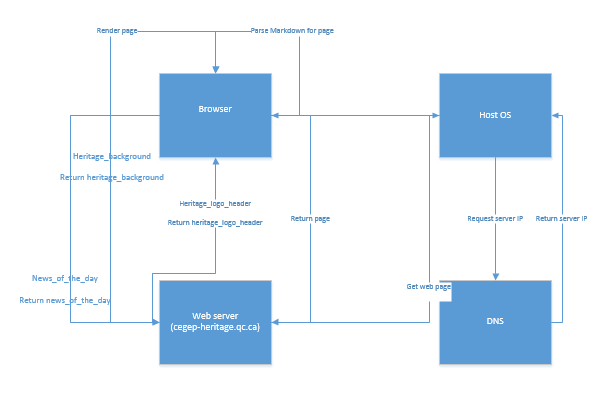 Render page
Parse Markdown for page
Browser
Host OS
Heritage_background
Return heritage_background
Heritage_logo_header
Return heritage_logo_header
Return page
Request server IP
Return server IP
News_of_the_day
Return news_of_the_day
Get web page
Web server
(cegep-heritage.qc.ca)
DNS